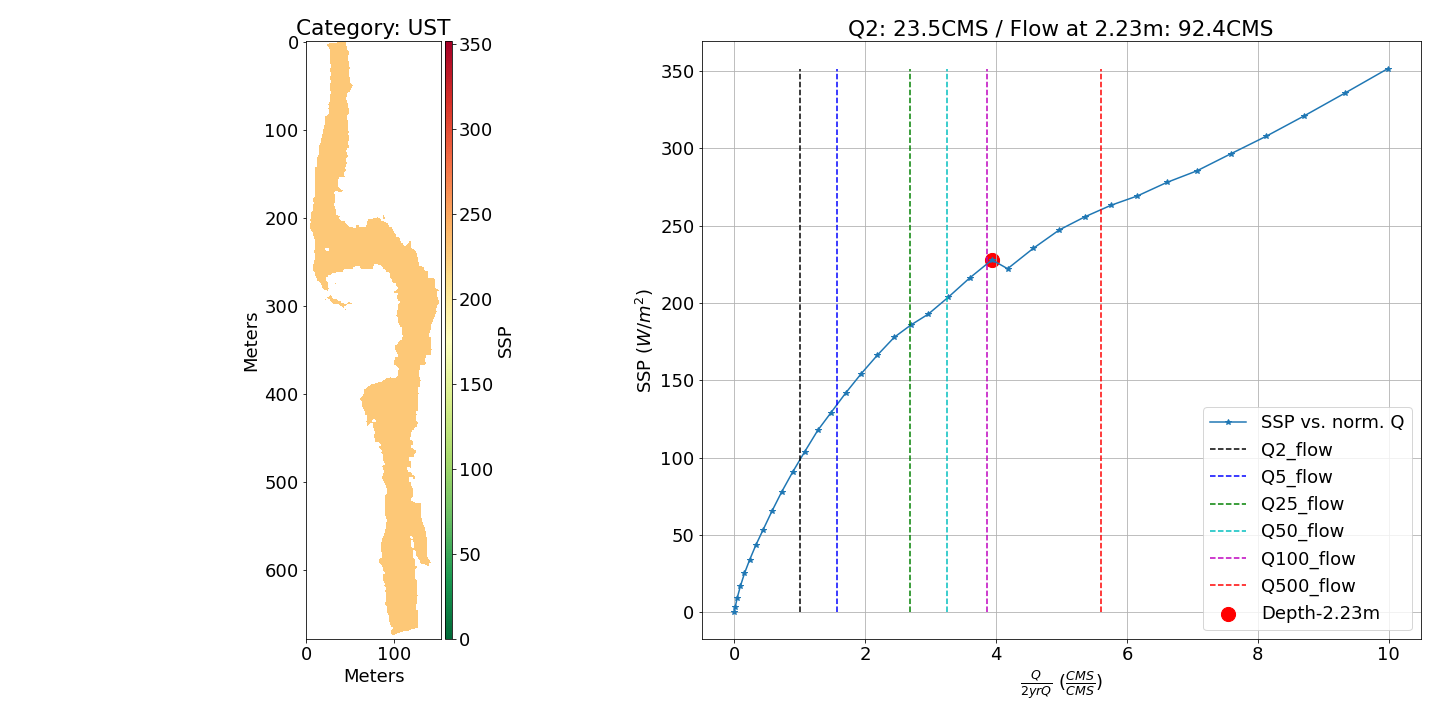 Category: UST
0
100
200
300
400
500
600
Meters
0 100
Meters
350
300
250
200
150
100
50
0
SSP
Q2: 23.5CMS / Flow at 2.23m: 92.4CMS
350
300
250
200
150
100
50
0
SSP (W/m²)
0 2 4 6 8 10
Q/2yrQ (CMS/CMS)
SSP vs. norm. Q
Q2_flow
Q5_flow
Q25_flow
Q50_flow
Q100_flow
Q500_flow
Depth-2.23m